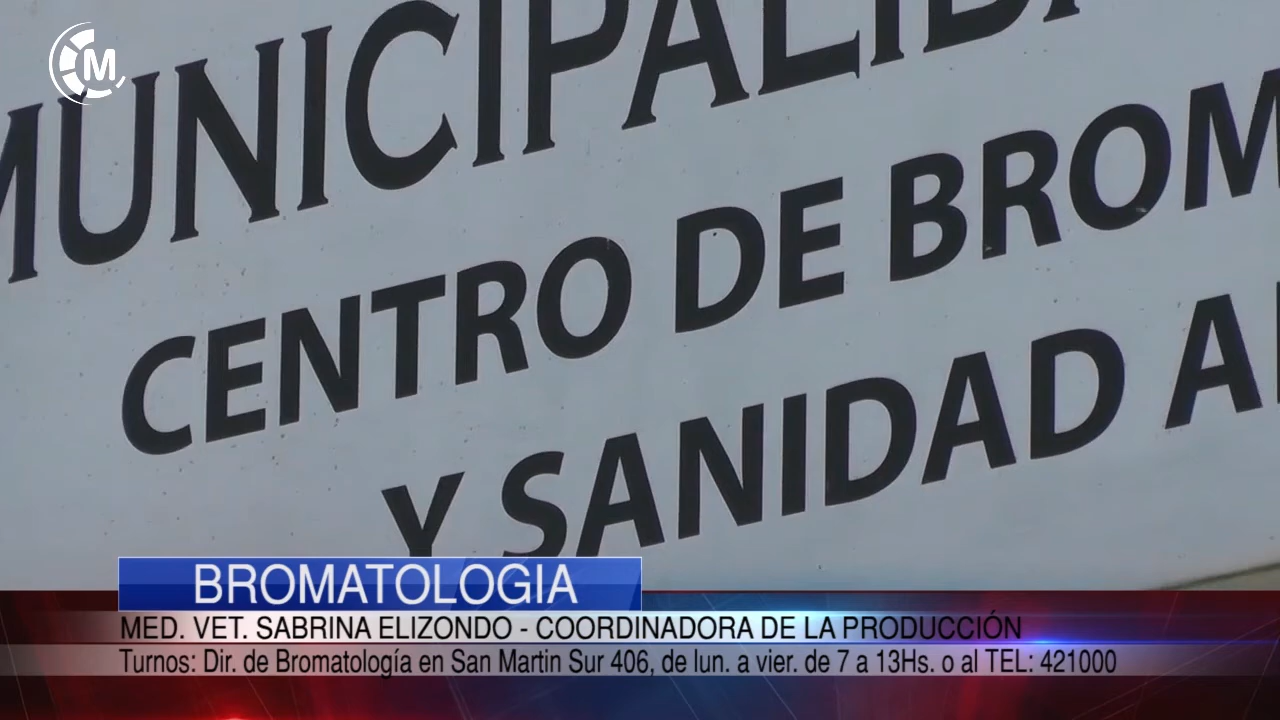 M
MUNICIPALIDA
CENTRO DE BROM
Y SANIDAD A
BROMATOLOGIA
MED. VET. SABRINA ELIZONDO - COORDINADORA DE LA PRODUCCIÓN
Turnos: Dir. de Bromatología en San Martin Sur 406, de lun. a vier. de 7 a 13Hs. o al TEL: 421000